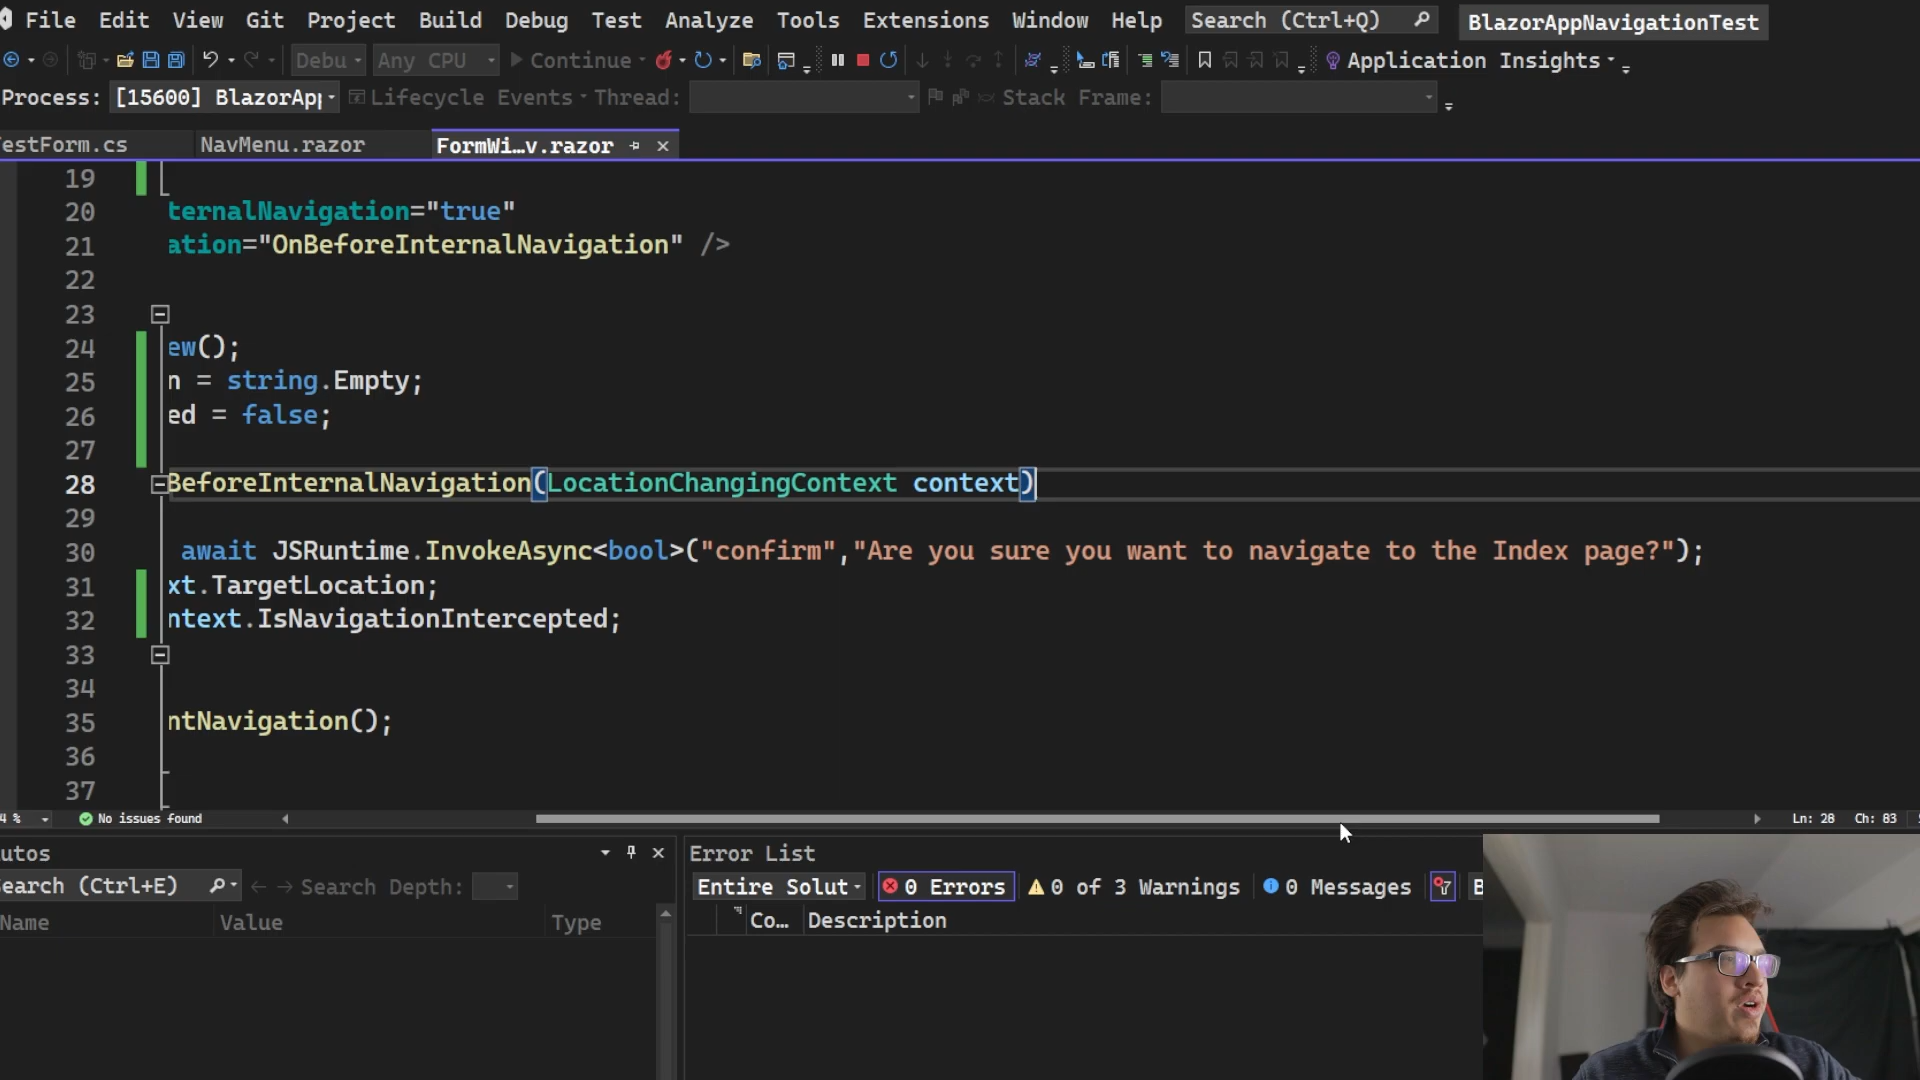 File Edit View Git Project Build Debug Test Analyze Tools Extensions Window Help Search (Ctrl+Q) BlazorAppNavigationTest
Debug Any CPU Continue Application Insights
Process: [15600] BlazorApp Lifecycle Events Thread: Stack Frame:
estForm.cs NavMenu.razor FormWi…v.razor
19
20 ternalNavigation="true"
21 ation="OnBeforeInternalNavigation" />
22
23
24 ew();
25 n = string.Empty;
26 ed = false;
27
28 BeforeInternalNavigation(LocationChangingContext context)
29
30 await JSRuntime.InvokeAsync<bool>("confirm","Are you sure you want to navigate to the Index page?");
31 xt.TargetLocation;
32 ntext.IsNavigationIntercepted;
33
34
35 ntNavigation();
36
37
4 % No issues found Ln: 28 Ch: 83
utos
earch (Ctrl+E) Search Depth:
Name Value Type
Error List
Entire Solut 0 Errors 0 of 3 Warnings 0 Messages B
Co… Description